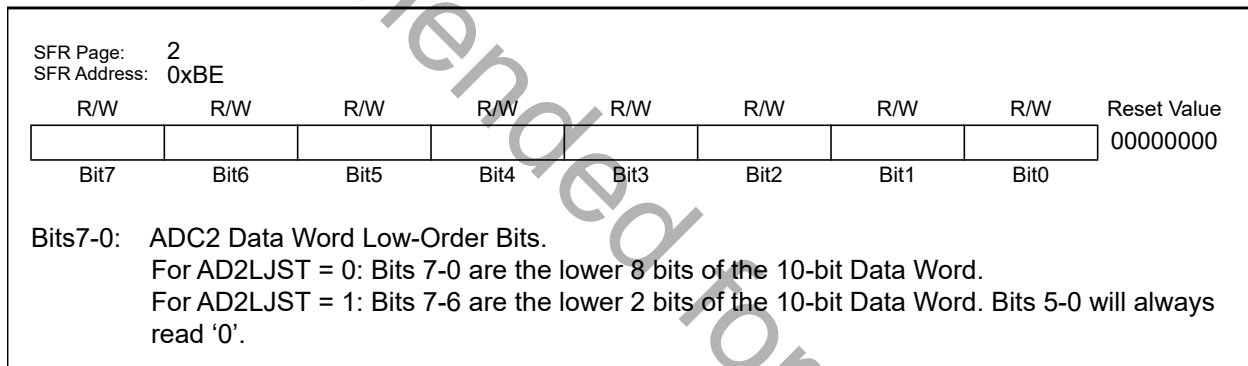 SFR Page: 2
SFR Address: 0xBE
R/W R/W R/W R/W R/W R/W R/W R/W Reset Value
00000000
Bit7 Bit6 Bit5 Bit4 Bit3 Bit2 Bit1 Bit0
Bits7-0: ADC2 Data Word Low-Order Bits.
For AD2LJST = 0: Bits 7-0 are the lower 8 bits of the 10-bit Data Word.
For AD2LJST = 1: Bits 7-6 are the lower 2 bits of the 10-bit Data Word. Bits 5-0 will always
read ‘0’.